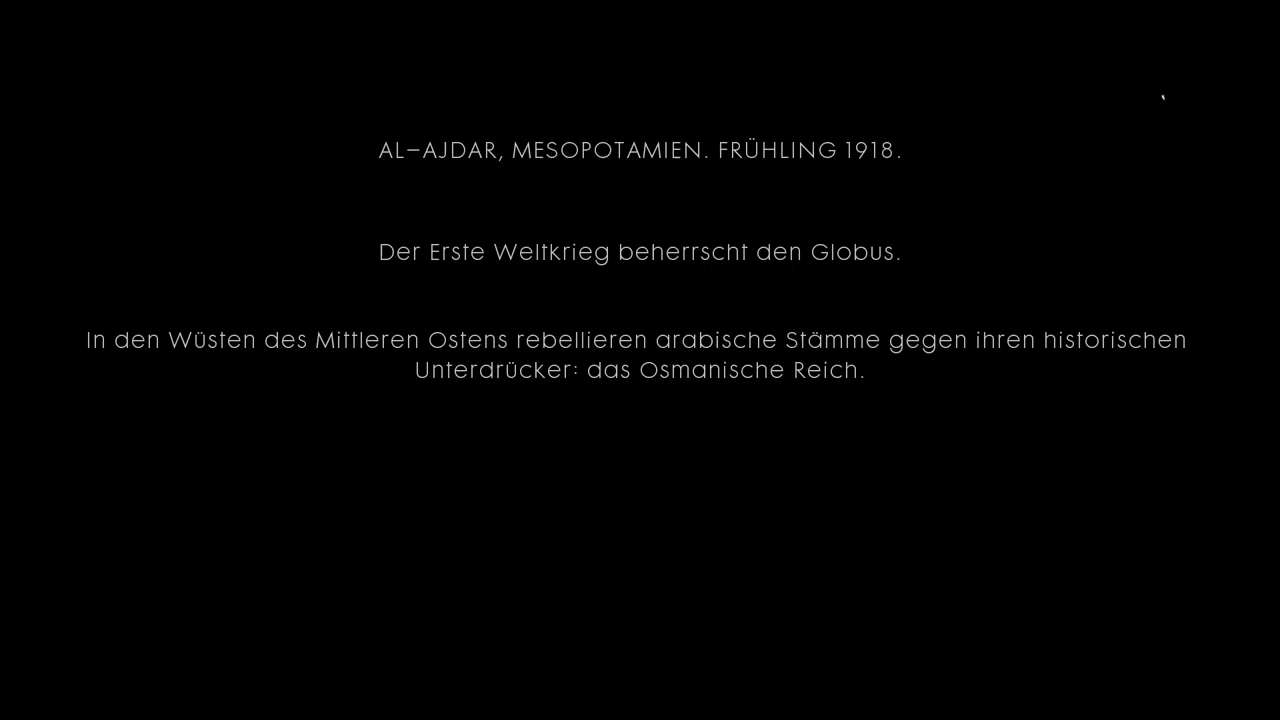 AL-AJDAR, MESOPOTAMIEN. FRÜHLING 1918.
Der Erste Weltkrieg beherrscht den Globus.
In den Wüsten des Mittleren Ostens rebellieren arabische Stämme gegen ihren historischen
Unterdrücker: das Osmanische Reich.